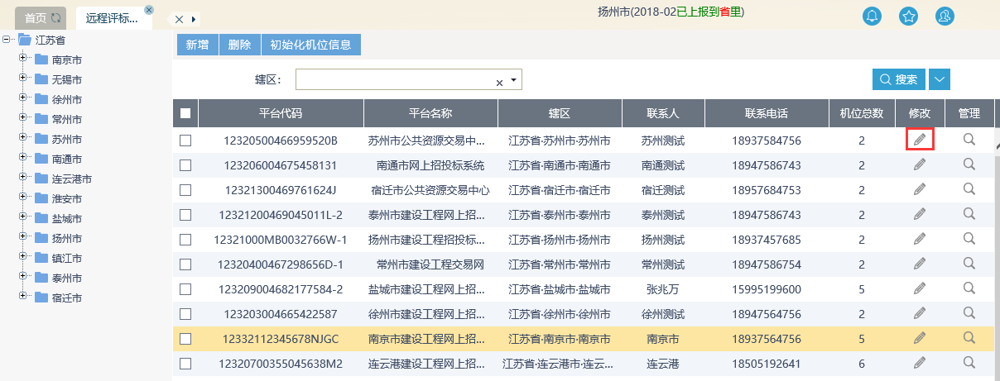 首页 远程评标... 扬州市(2018-02已上报到省里)
江苏省
南京市
无锡市
徐州市
常州市
苏州市
南通市
连云港市
淮安市
盐城市
扬州市
镇江市
泰州市
宿迁市
新增 删除 初始化机位信息
辖区： 搜索
平台代码 平台名称 辖区 联系人 联系电话 机位总数 修改 管理
12320500466959520B 苏州市公共资源交易中... 江苏省·苏州市·苏州市 苏州测试 18937584756 2
123206004675458131 南通市网上招投标系统 江苏省·南通市·南通市 南通测试 18947586743 2
12321300469761624J 宿迁市公共资源交易中心 江苏省·宿迁市·宿迁市 宿迁测试 18957684753 2
12321200469045011L-2 泰州市建设工程网上招... 江苏省·泰州市·泰州市 泰州测试 18947586743 2
12321000MB0032766W-1 扬州市建设工程招投标... 江苏省·扬州市·扬州市 扬州测试 18937457685 2
12320400467298656D-1 常州市建设工程交易网 江苏省·常州市·常州市 常州测试 18947586754 2
123209004682177584-2 盐城市建设工程网上招... 江苏省·盐城市·盐城市 张兆万 15995199600 5
123203004665422587 徐州市建设工程网上招... 江苏省·徐州市·徐州市 徐州测试 18947564756 2
12332112345678NJGC 南京市建设工程网上招... 江苏省·南京市·南京市 南京市 18937564756 5
12320700355045638M2 连云港建设工程网上招... 江苏省·连云港市·连云... 连云港 18505192641 6